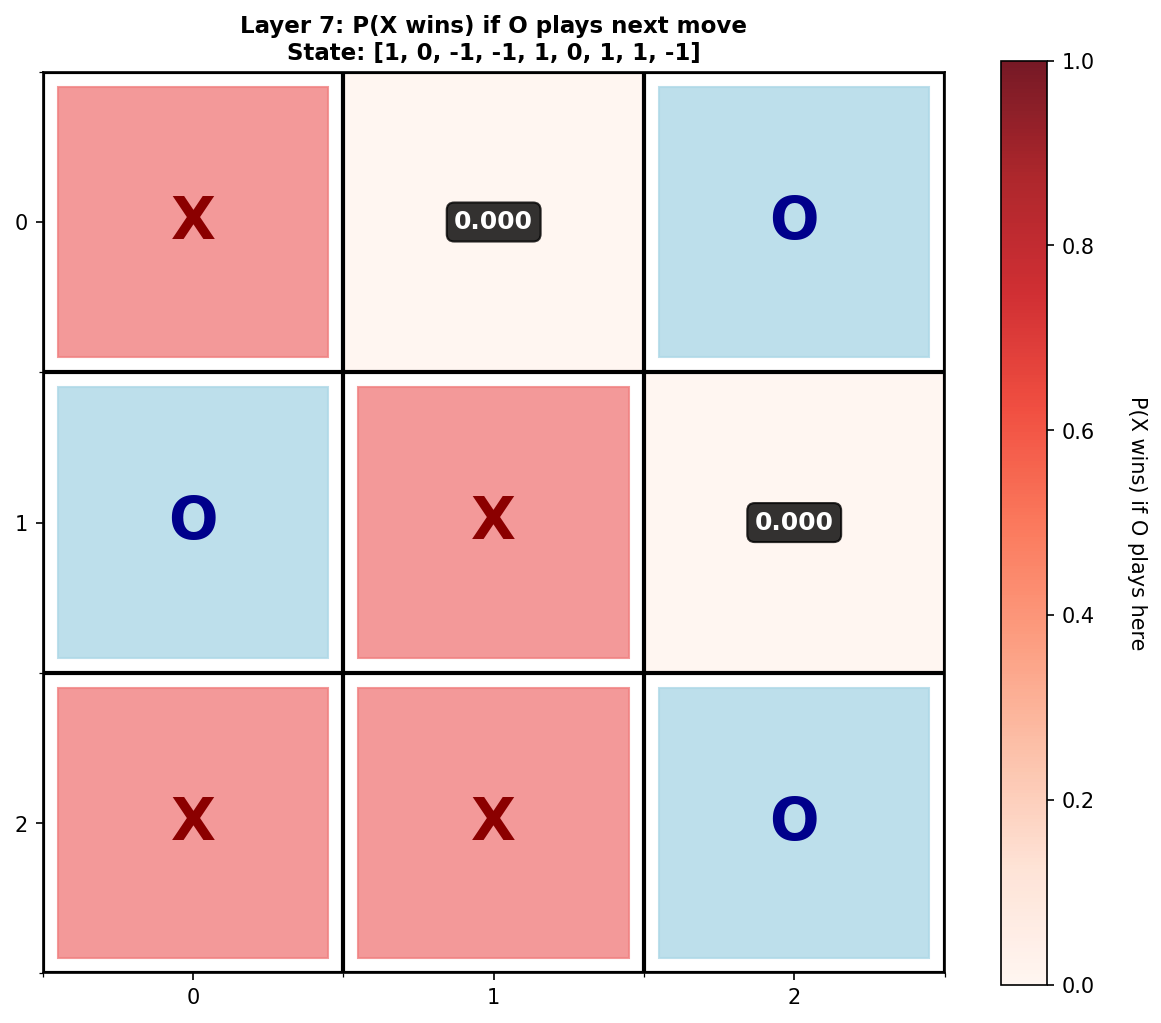 Layer 7: P(X wins) if O plays next move
State: [1, 0, -1, -1, 1, 0, 1, 1, -1]
0
X
0.000
O
1
O
X
0.000
2
X
X
O
0
1
2
1.0
0.8
0.6
0.4
0.2
0.0
P(X wins) if O plays here